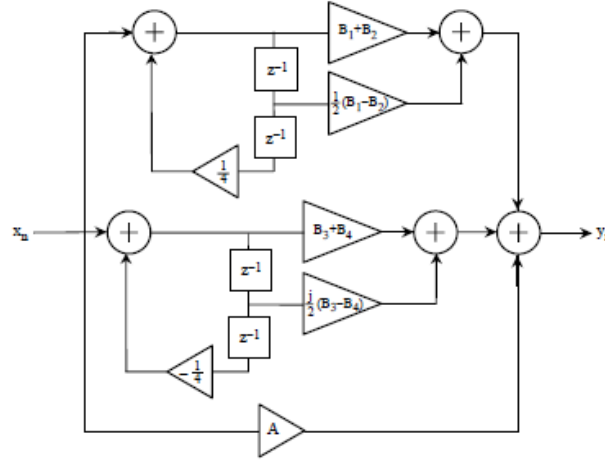 B₁+B₂
z⁻¹
½(B₁−B₂)
z⁻¹
1/4
xₙ
B₃+B₄
y
z⁻¹
j/2(B₃−B₄)
z⁻¹
−1/4
A